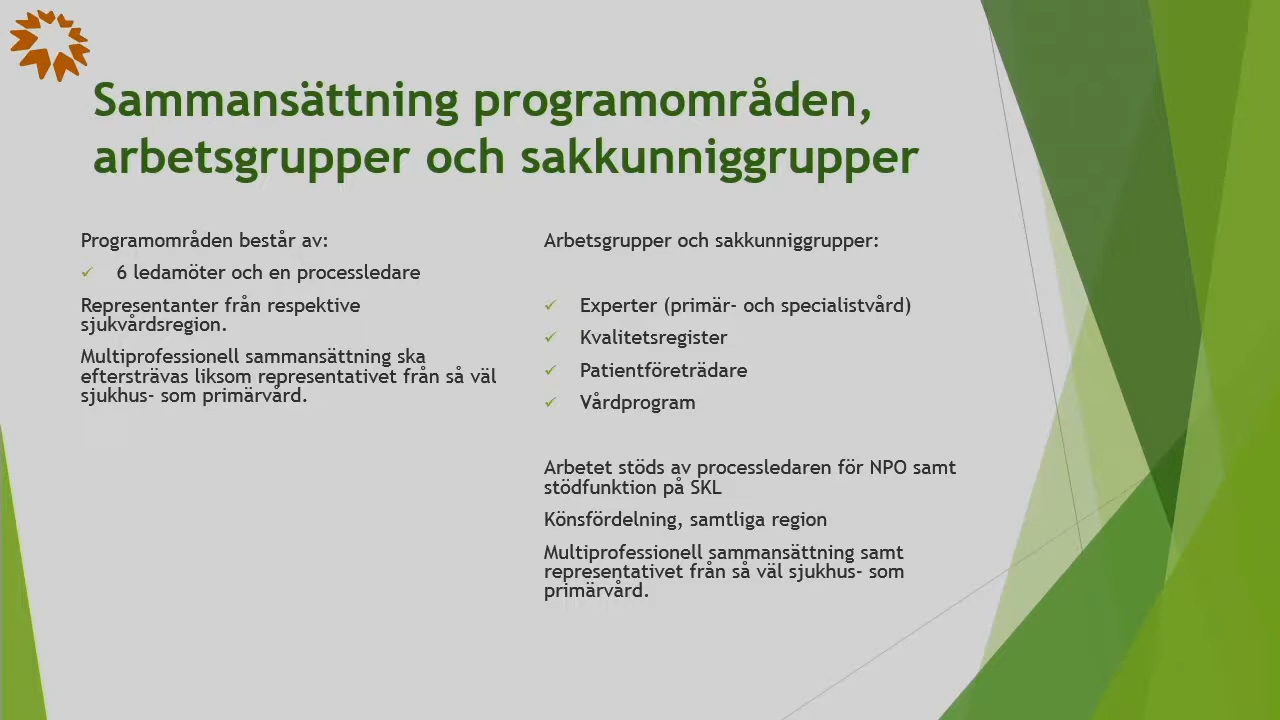 Sammansättning programområden,
arbetsgrupper och sakkunniggrupper
Programområden består av:
6 ledamöter och en processledare
Representanter från respektive
sjukvårdsregion.
Multiprofessionell sammansättning ska
eftersträvas liksom representativet från så väl
sjukhus- som primärvård.
Arbetsgrupper och sakkunniggrupper:
Experter (primär- och specialistvård)
Kvalitetsregister
Patientföreträdare
Vårdprogram
Arbetet stöds av processledaren för NPO samt
stödfunktion på SKL
Könsfördelning, samtliga region
Multiprofessionell sammansättning samt
representativet från så väl sjukhus- som
primärvård.